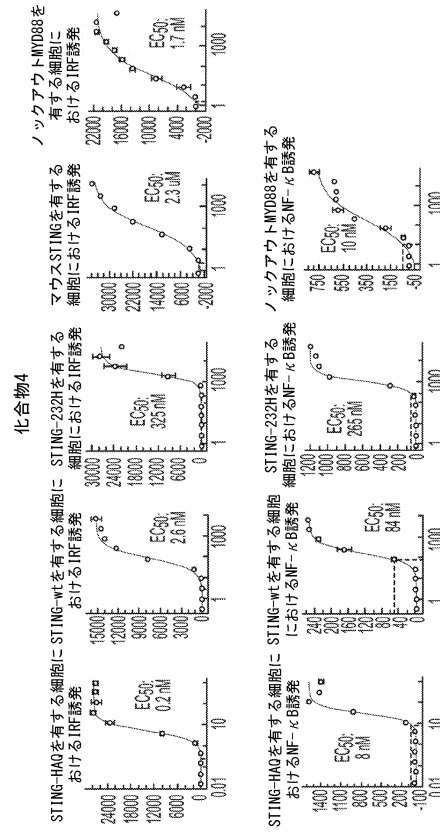 化合物4
STING-HAQを有する細胞に
おけるIRF誘発
24000
18000
12000
6000
0
EC50:
0.2 nM
0.01
10
STING-wtを有する細胞に
おけるIRF誘発
15000
12000
9000
6000
3000
0
EC50:
2.6 nM
1
1000
STING-232Hを有する
細胞におけるIRF誘発
30000
24000
18000
12000
6000
0
EC50:
325 nM
1
1000
マウスSTINGを有する
細胞におけるIRF誘発
30000
22000
14000
6000
-2000
EC50:
2.3 uM
1
1000
ノックアウトMYD88を
有する細胞に
おけるIRF誘発
22000
16000
10000
4000
-2000
EC50:
1.7 nM
1
1000
STING-HAQを有する細胞に
おけるNF-κB誘発
1400
1100
800
500
200
-100
EC50:
8 nM
0.01
10
STING-wtを有する細胞
におけるNF-κB誘発
240
200
160
120
80
40
0
EC50:
84 nM
1
1000
STING-232Hを有する
細胞におけるNF-κB誘発
1200
1000
800
600
400
200
0
EC50:
265 nM
1
1000
ノックアウトMYD88を有する
細胞におけるNF-κB誘発
750
550
350
150
-50
EC50:
10 nM
1
1000